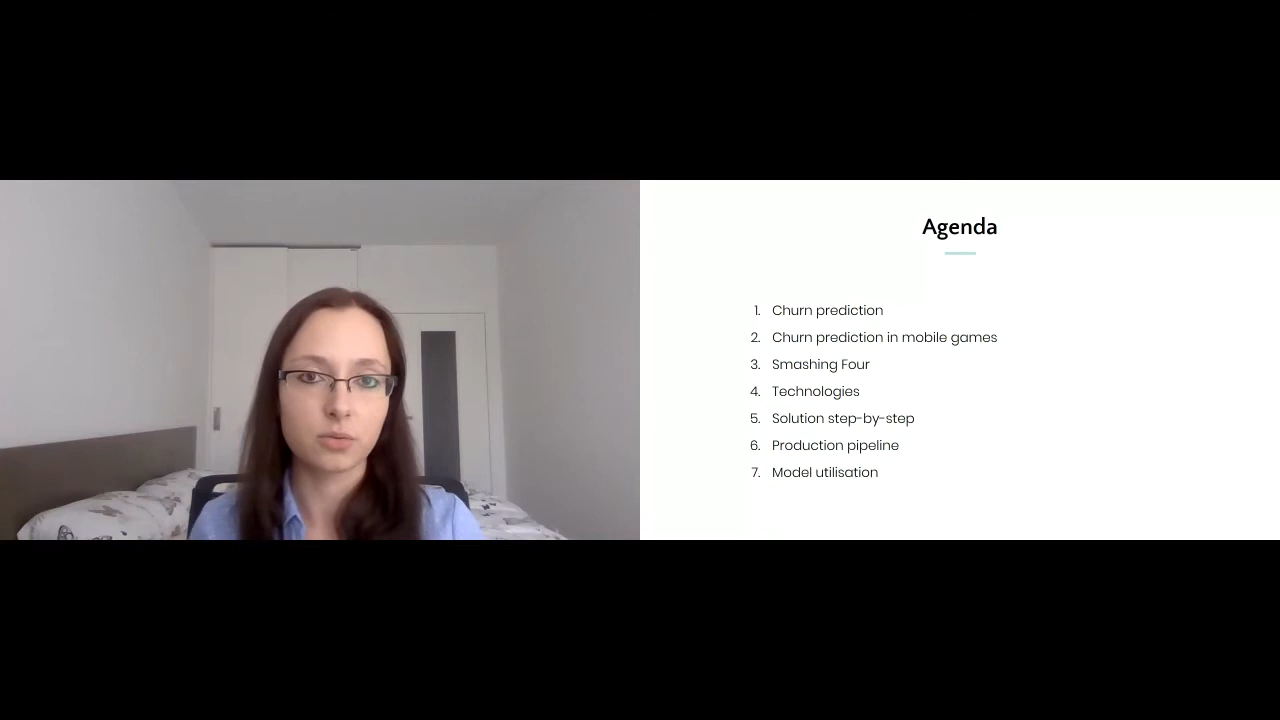 Agenda
1. Churn prediction
2. Churn prediction in mobile games
3. Smashing Four
4. Technologies
5. Solution step-by-step
6. Production pipeline
7. Model utilisation